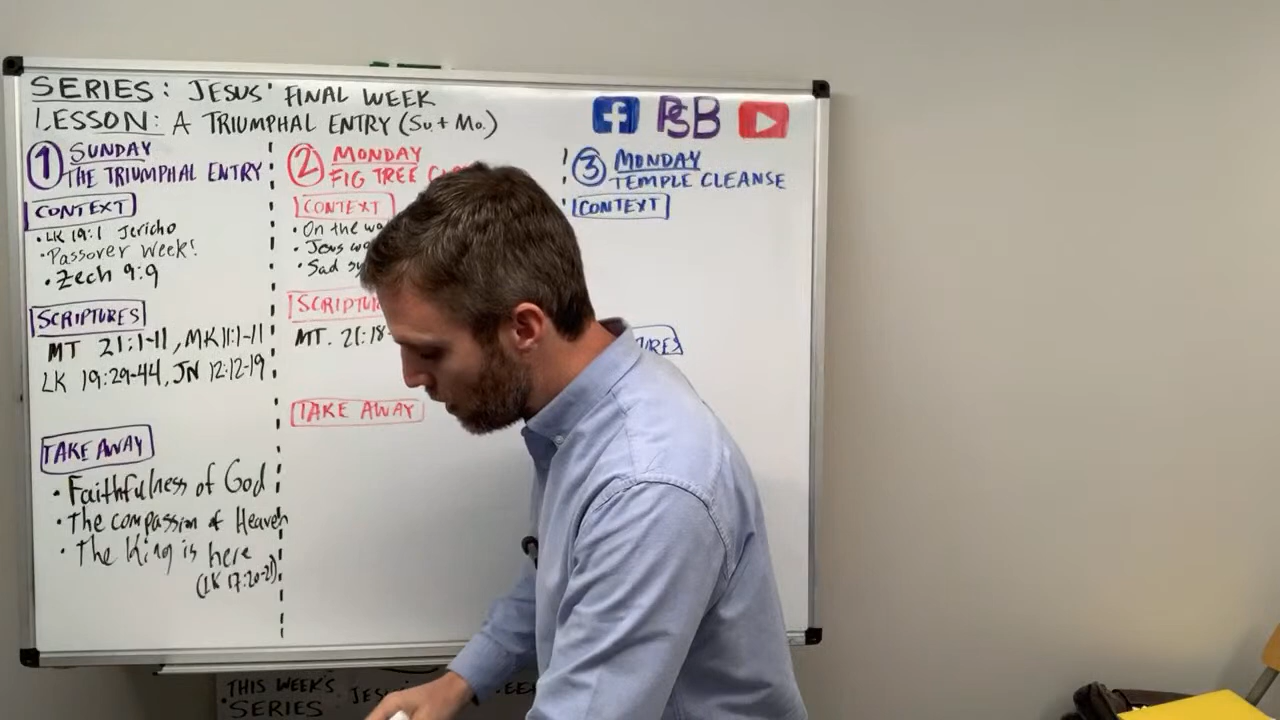 SERIES: JESUS' FINAL WEEK
LESSON: A TRIUMPHAL ENTRY (Su. + Mo.)
f PSB
1 SUNDAY
THE TRIUMPHAL ENTRY
CONTEXT
• LK 19:1 Jericho
• Passover Week!
• Zech 9:9
SCRIPTURES
MT 21:1-11, MK 11:1-11
LK 19:29-44, JN 12:12-19
TAKE AWAY
• Faithfulness of God
• The compassion of Heaven
• The King is here
(LK 17:20-21)
2 MONDAY
FIG TREE
CONTEXT
• On the
• Jesus
• Sad
MT. 21:18-
TAKE AWAY
3 MONDAY
TEMPLE CLEANSE
CONTEXT
THIS WEEK'S
SERIES